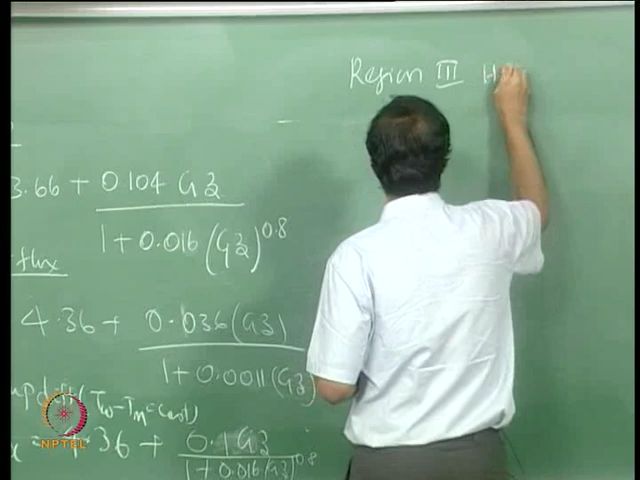 Region III H
3.66 + 0.104 Gz
1 + 0.016 (Gz)^0.8
flux
4.36 + 0.036 (Gz)
1 + 0.0011 (Gz)
(Tw - Tm = const)
36 + 0.1 Gz
1 + 0.016 (Gz)^0.8
NPTEL